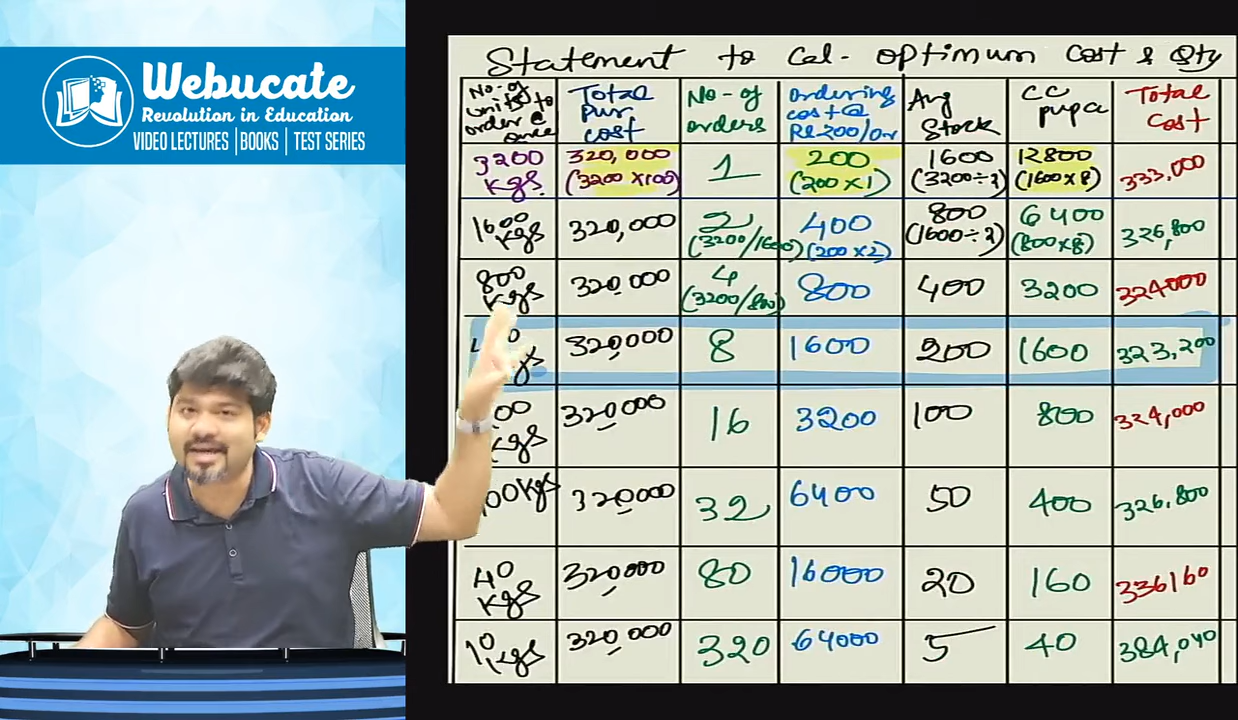 Webucate
Revolution in Education
VIDEO LECTURES | BOOKS | TEST SERIES
Statement to Cal- optimum Cost & Qty
No-of units to order @ once
Total pur cost
No-of orders
ordering cost @ Rs 200/or
Avg Stock
CC pupa
Total Cost
3200 kgs
320,000
(3200 x 100)
1
200
(200 x 1)
1600
(3200÷2)
12800
(1600 x 8)
333,000
1600 kgs
320,000
2
(3200/1600)
400
(200 x 2)
800
(1600÷2)
6400
(800 x 8)
326,800
800 kgs
320,000
4
(3200/800)
800
400
3200
324000
320,000
8
1600
200
1600
323,200
kgs
320,000
16
3200
100
800
324,000
00 kgs
320,000
32
6400
50
400
326,800
40 kgs
320,000
80
16000
20
160
336160
10 kgs
320,000
320
64000
5
40
384,040